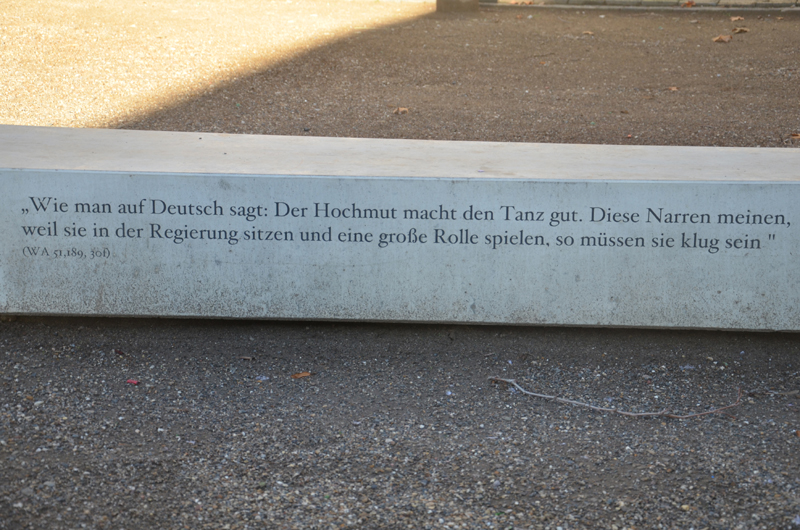 „Wie man auf Deutsch sagt: Der Hochmut macht den Tanz gut. Diese Narren meinen,
weil sie in der Regierung sitzen und eine große Rolle spielen, so müssen sie klug sein "
(WA 51,189, 30f)